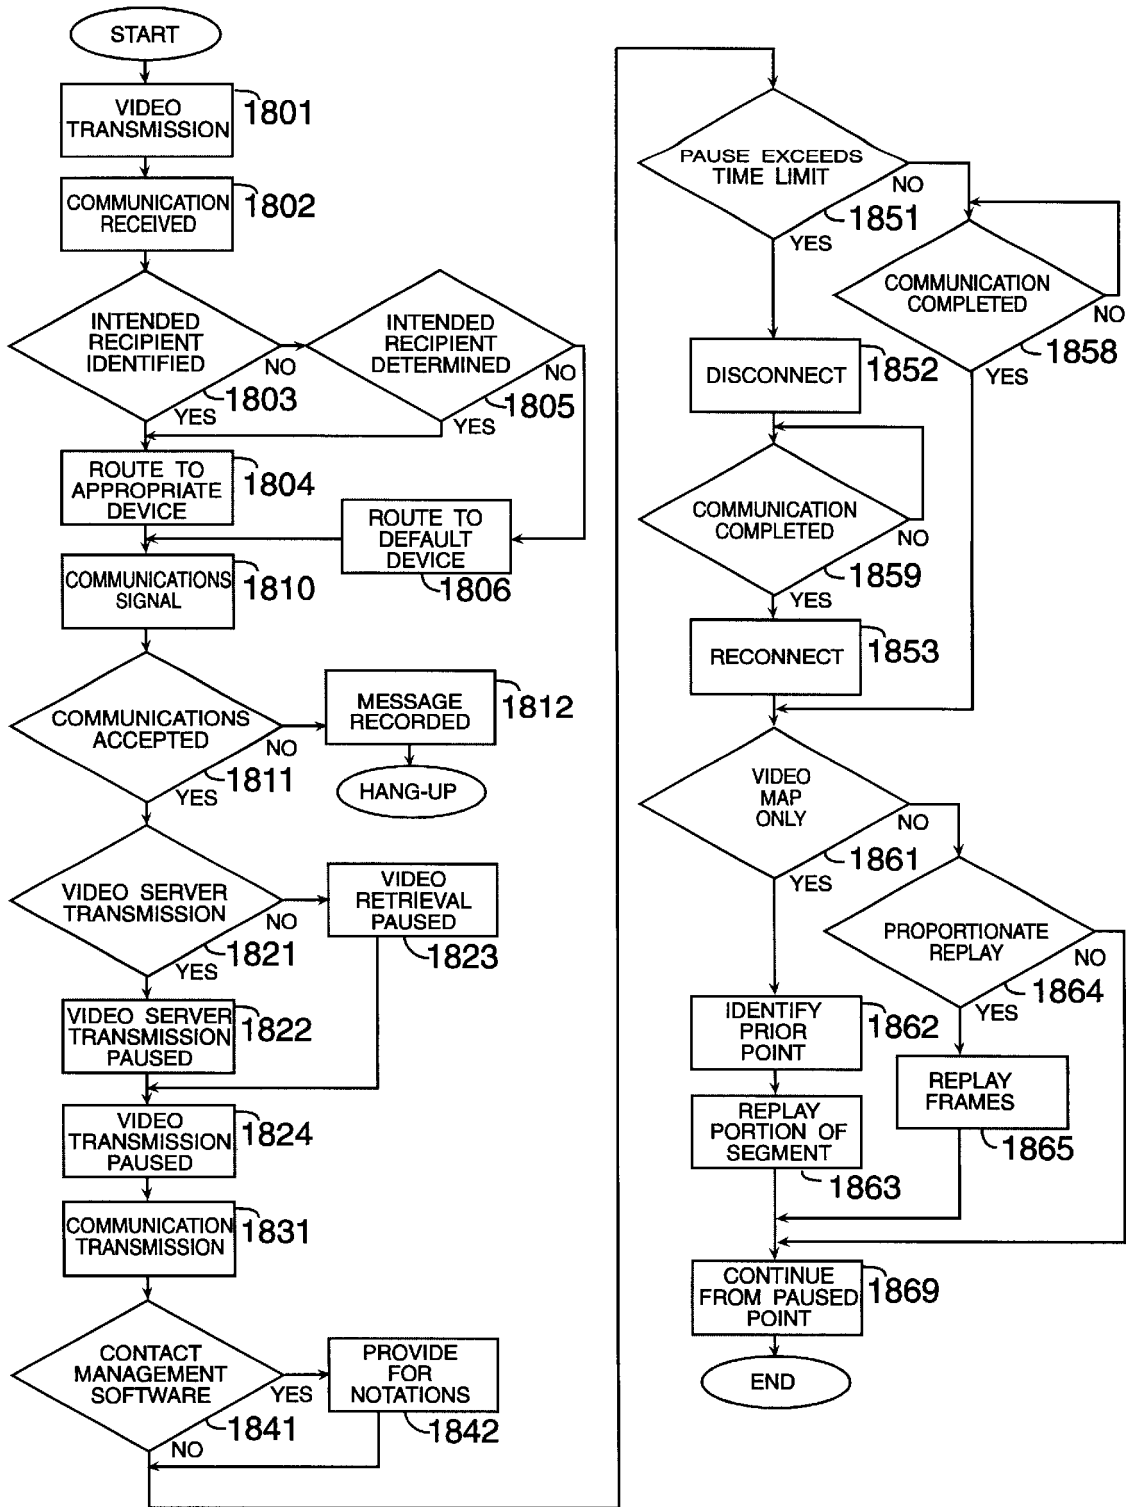 START
VIDEO
TRANSMISSION
1801
COMMUNICATION
RECEIVED
1802
INTENDED
RECIPIENT
IDENTIFIED
NO
1803
YES
INTENDED
RECIPIENT
DETERMINED
NO
1805
YES
ROUTE TO
APPROPRIATE
DEVICE
1804
ROUTE TO
DEFAULT
DEVICE
1806
COMMUNICATIONS
SIGNAL
1810
COMMUNICATIONS
ACCEPTED
NO
1811
YES
MESSAGE
RECORDED
1812
HANG-UP
VIDEO SERVER
TRANSMISSION
NO
1821
YES
VIDEO
RETRIEVAL
PAUSED
1823
VIDEO SERVER
TRANSMISSION
PAUSED
1822
VIDEO
TRANSMISSION
PAUSED
1824
COMMUNICATION
TRANSMISSION
1831
CONTACT
MANAGEMENT
SOFTWARE
YES
1841
NO
PROVIDE
FOR
NOTATIONS
1842
PAUSE EXCEEDS
TIME LIMIT
NO
1851
YES
COMMUNICATION
COMPLETED
NO
1858
YES
DISCONNECT
1852
COMMUNICATION
COMPLETED
NO
1859
YES
RECONNECT
1853
VIDEO
MAP
ONLY
NO
1861
YES
PROPORTIONATE
REPLAY
NO
1864
YES
IDENTIFY
PRIOR
POINT
1862
REPLAY
FRAMES
1865
REPLAY
PORTION OF
SEGMENT
1863
CONTINUE
FROM PAUSED
POINT
1869
END